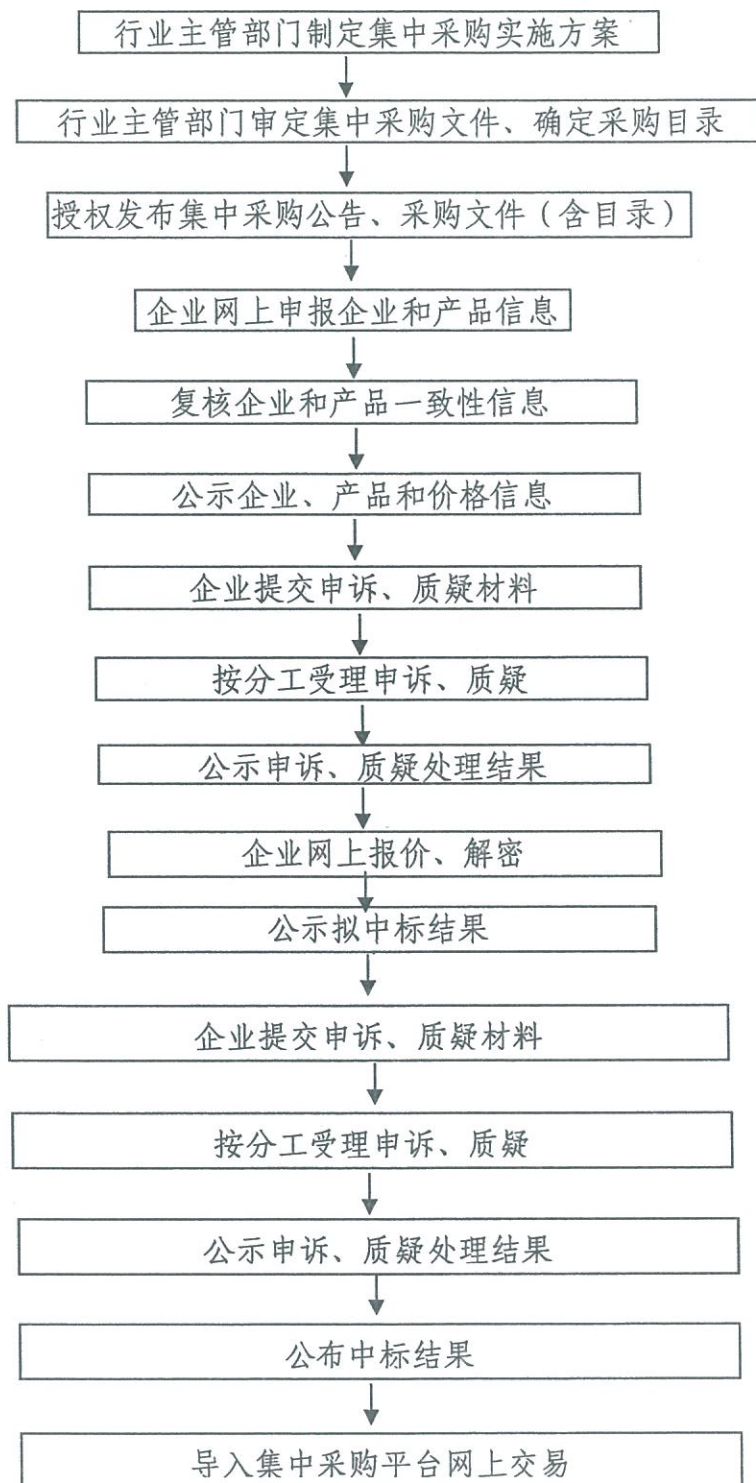 行业主管部门制定集中采购实施方案
行业主管部门审定集中采购文件、确定采购目录
授权发布集中采购公告、采购文件（含目录）
企业网上申报企业和产品信息
复核企业和产品一致性信息
公示企业、产品和价格信息
企业提交申诉、质疑材料
按分工受理申诉、质疑
公示申诉、质疑处理结果
企业网上报价、解密
公示拟中标结果
企业提交申诉、质疑材料
按分工受理申诉、质疑
公示申诉、质疑处理结果
公布中标结果
导入集中采购平台网上交易